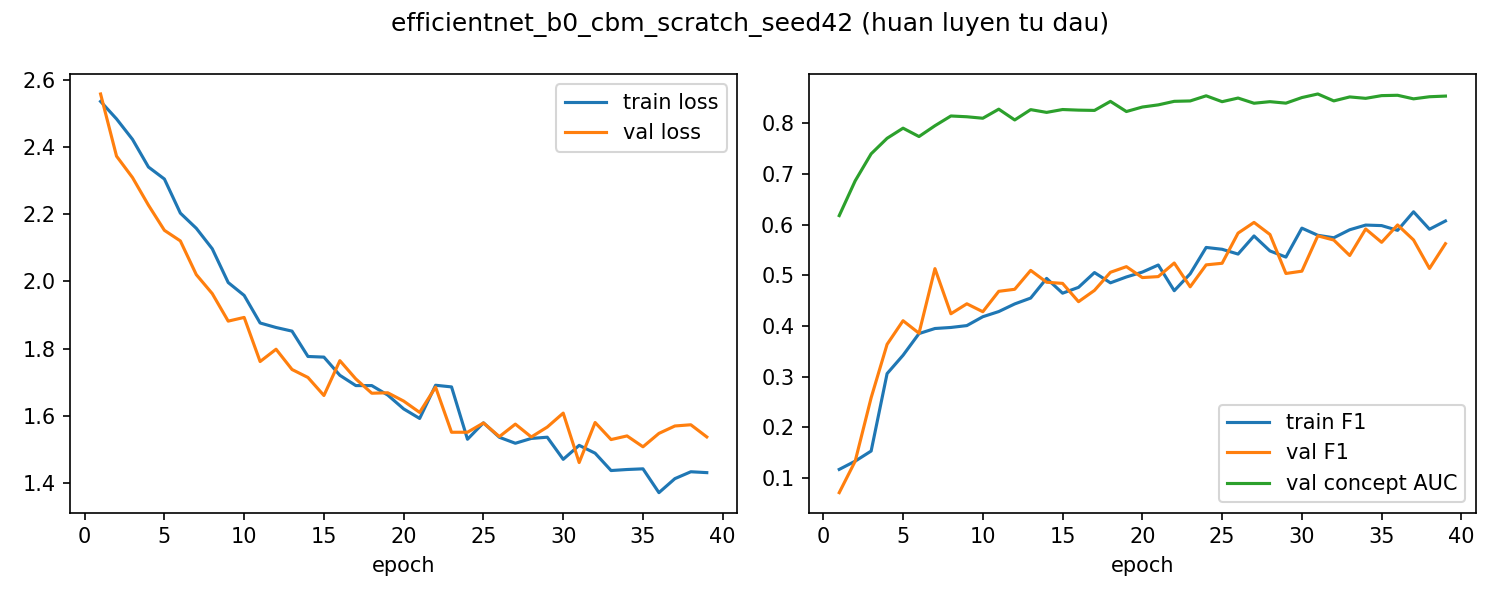 efficientnet_b0_cbm_scratch_seed42 (huan luyen tu dau)
2.6
2.4
2.2
2.0
1.8
1.6
1.4
0 5 10 15 20 25 30 35 40
epoch
train loss
val loss
0.8
0.7
0.6
0.5
0.4
0.3
0.2
0.1
0 5 10 15 20 25 30 35 40
epoch
train F1
val F1
val concept AUC